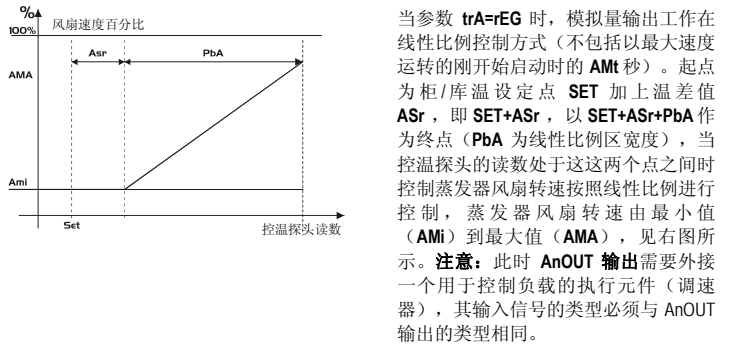 %
风扇速度百分比
100%
Asr
PbA
AMA
Ami
Set
控温探头读数
当参数 trA=rEG 时，模拟量输出工作在
线性比例控制方式（不包括以最大速度
运转的刚开始启动时的 AMt 秒）。起点
为柜/库温设定点 SET 加上温差值
ASr ，即 SET+ASr ，以 SET+ASr+PbA 作
为终点（PbA 为线性比例区宽度），当
控温探头的读数处于这这两个点之间时
控制蒸发器风扇转速按照线性比例进行
控制，蒸发器风扇转速由最小值
（AMi）到最大值（AMA），见右图所
示。注意：此时 AnOUT 输出需要外接
一个用于控制负载的执行元件（调速
器），其输入信号的类型必须与 AnOUT
输出的类型相同。